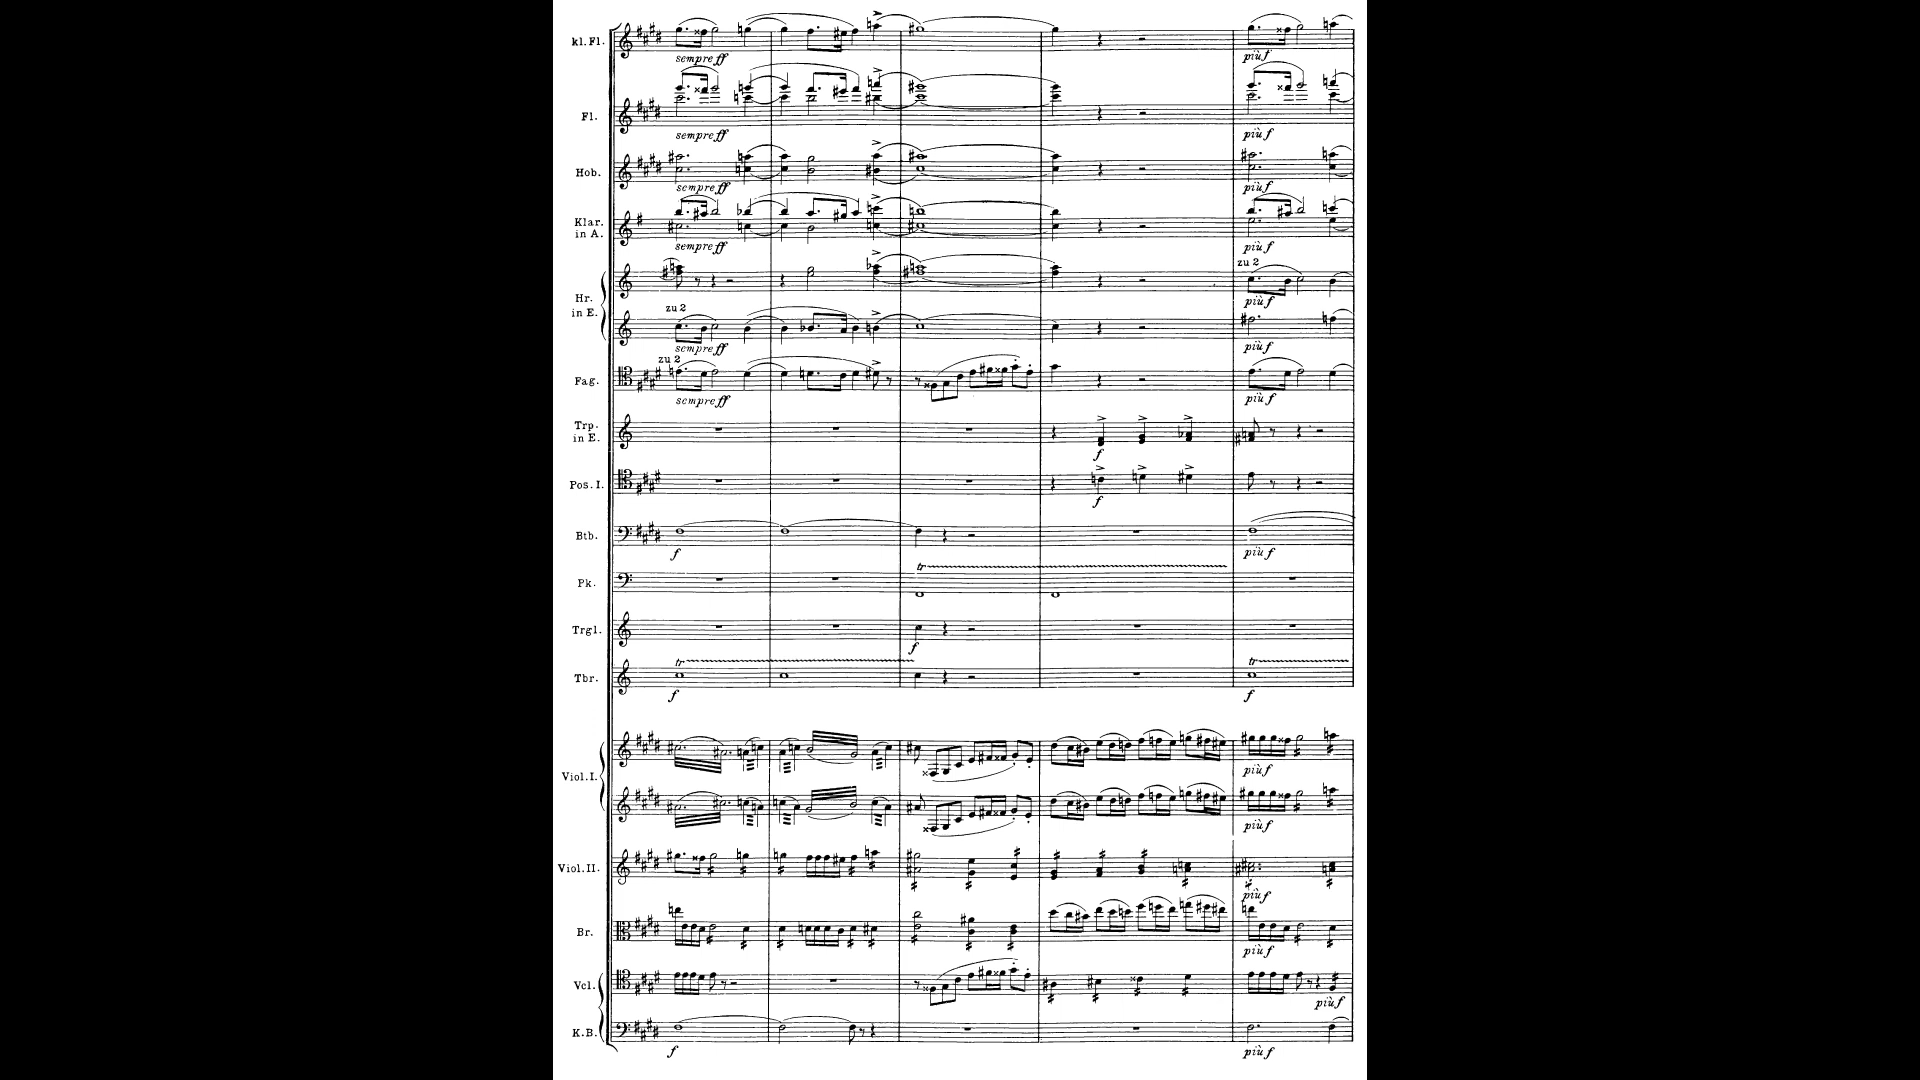 kl.Fl.
sempre ff
più f
Fl.
sempre ff
più f
Hob.
sempre ff
più f
Klar.
in A.
sempre ff
più f
zu 2
Hr.
in E.
più f
zu 2
sempre ff
più f
zu 2
Fag.
sempre ff
più f
Trp.
in E.
f
Pos. I.
f
Btb.
f
più f
Pk.
tr
Trgl.
f
tr
tr
Tbr.
f
f
Viol. I.
più f
più f
Viol. II.
più f
Br.
più f
Vcl.
più f
K.B.
f
più f